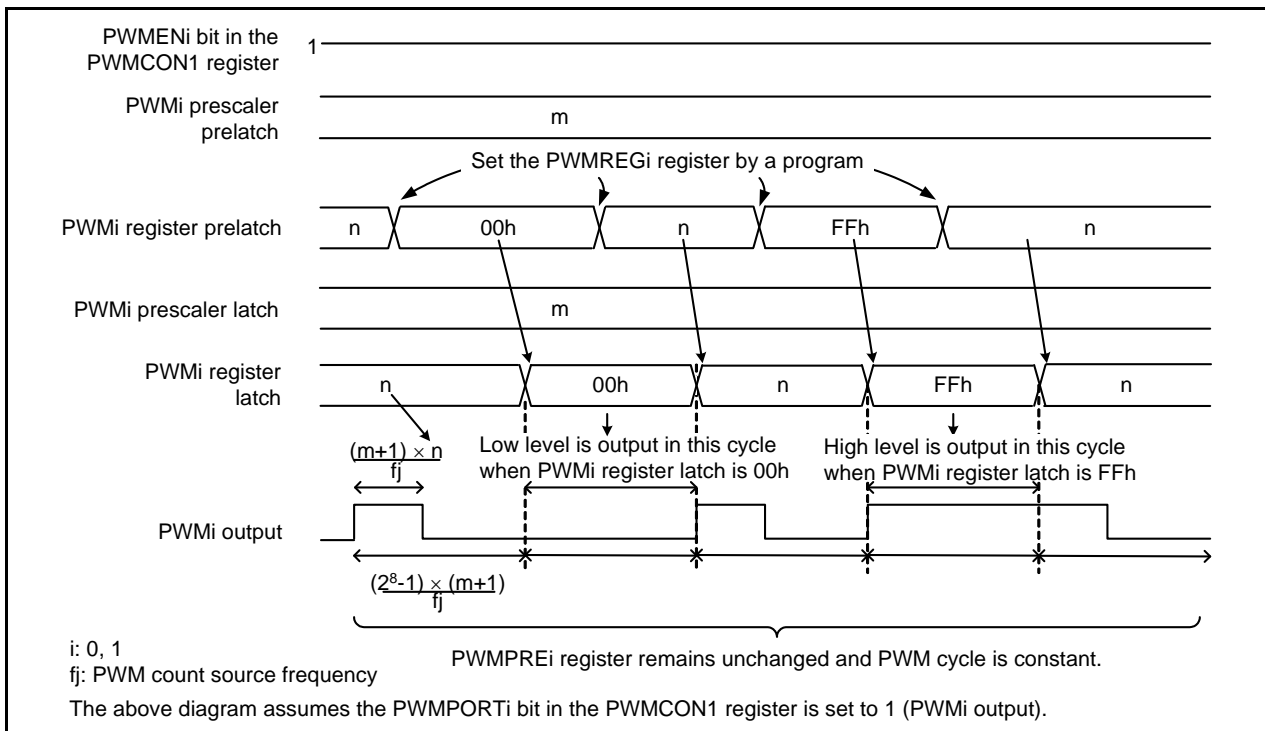 PWMENi bit in the
PWMCON1 register
1
PWMi prescaler
prelatch
m
Set the PWMREGi register by a program
PWMi register prelatch
n
00h
n
FFh
n
PWMi prescaler latch
m
PWMi register
latch
n
00h
n
FFh
n
(m+1) × n
fj
Low level is output in this cycle
when PWMi register latch is 00h
High level is output in this cycle
when PWMi register latch is FFh
PWMi output
(2⁸-1) × (m+1)
fj
PWMPREi register remains unchanged and PWM cycle is constant.
i: 0, 1
fj: PWM count source frequency
The above diagram assumes the PWMPORTi bit in the PWMCON1 register is set to 1 (PWMi output).